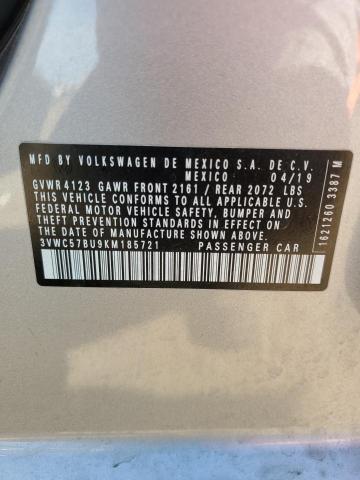 MFD BY VOLKSWAGEN DE MEXICO S.A. DE C.V.
MEXICO 04/19
GVWR 4123 GAWR FRONT 2161 / REAR 2072 LBS
THIS VEHICLE CONFORMS TO ALL APPLICABLE U.S.
FEDERAL MOTOR VEHICLE SAFETY, BUMPER AND
THEFT PREVENTION STANDARDS IN EFFECT ON
THE DATE OF MANUFACTURE SHOWN ABOVE.
3VWC57BU9KM185721 PASSENGER CAR
1621260 3387 M